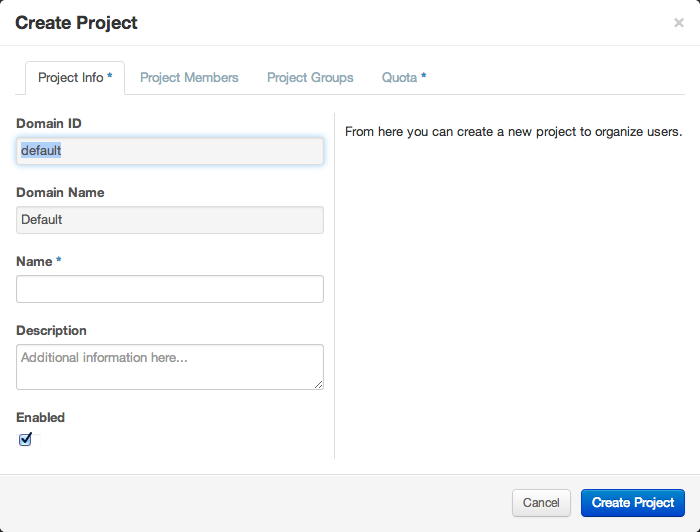 Create Project ×
Project Info * Project Members Project Groups Quota *
Domain ID
default
From here you can create a new project to organize users.
Domain Name
Default
Name *
Description
Additional information here...
Enabled
Cancel Create Project